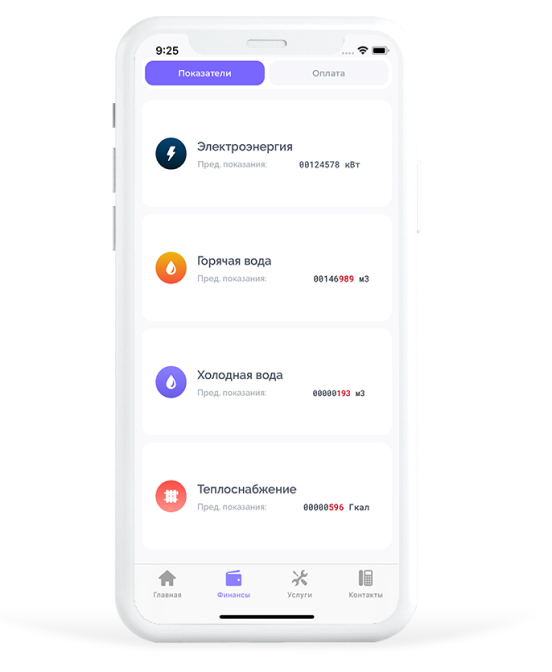 9:25
Показатели
Оплата
Электроэнергия
Пред. показания: 00124578 кВт
Горячая вода
Пред. показания: 00146989 м3
Холодная вода
Пред. показания: 00000193 м3
Теплоснабжение
Пред. показания: 00000596 Гкал
Главная Финансы Услуги Контакты